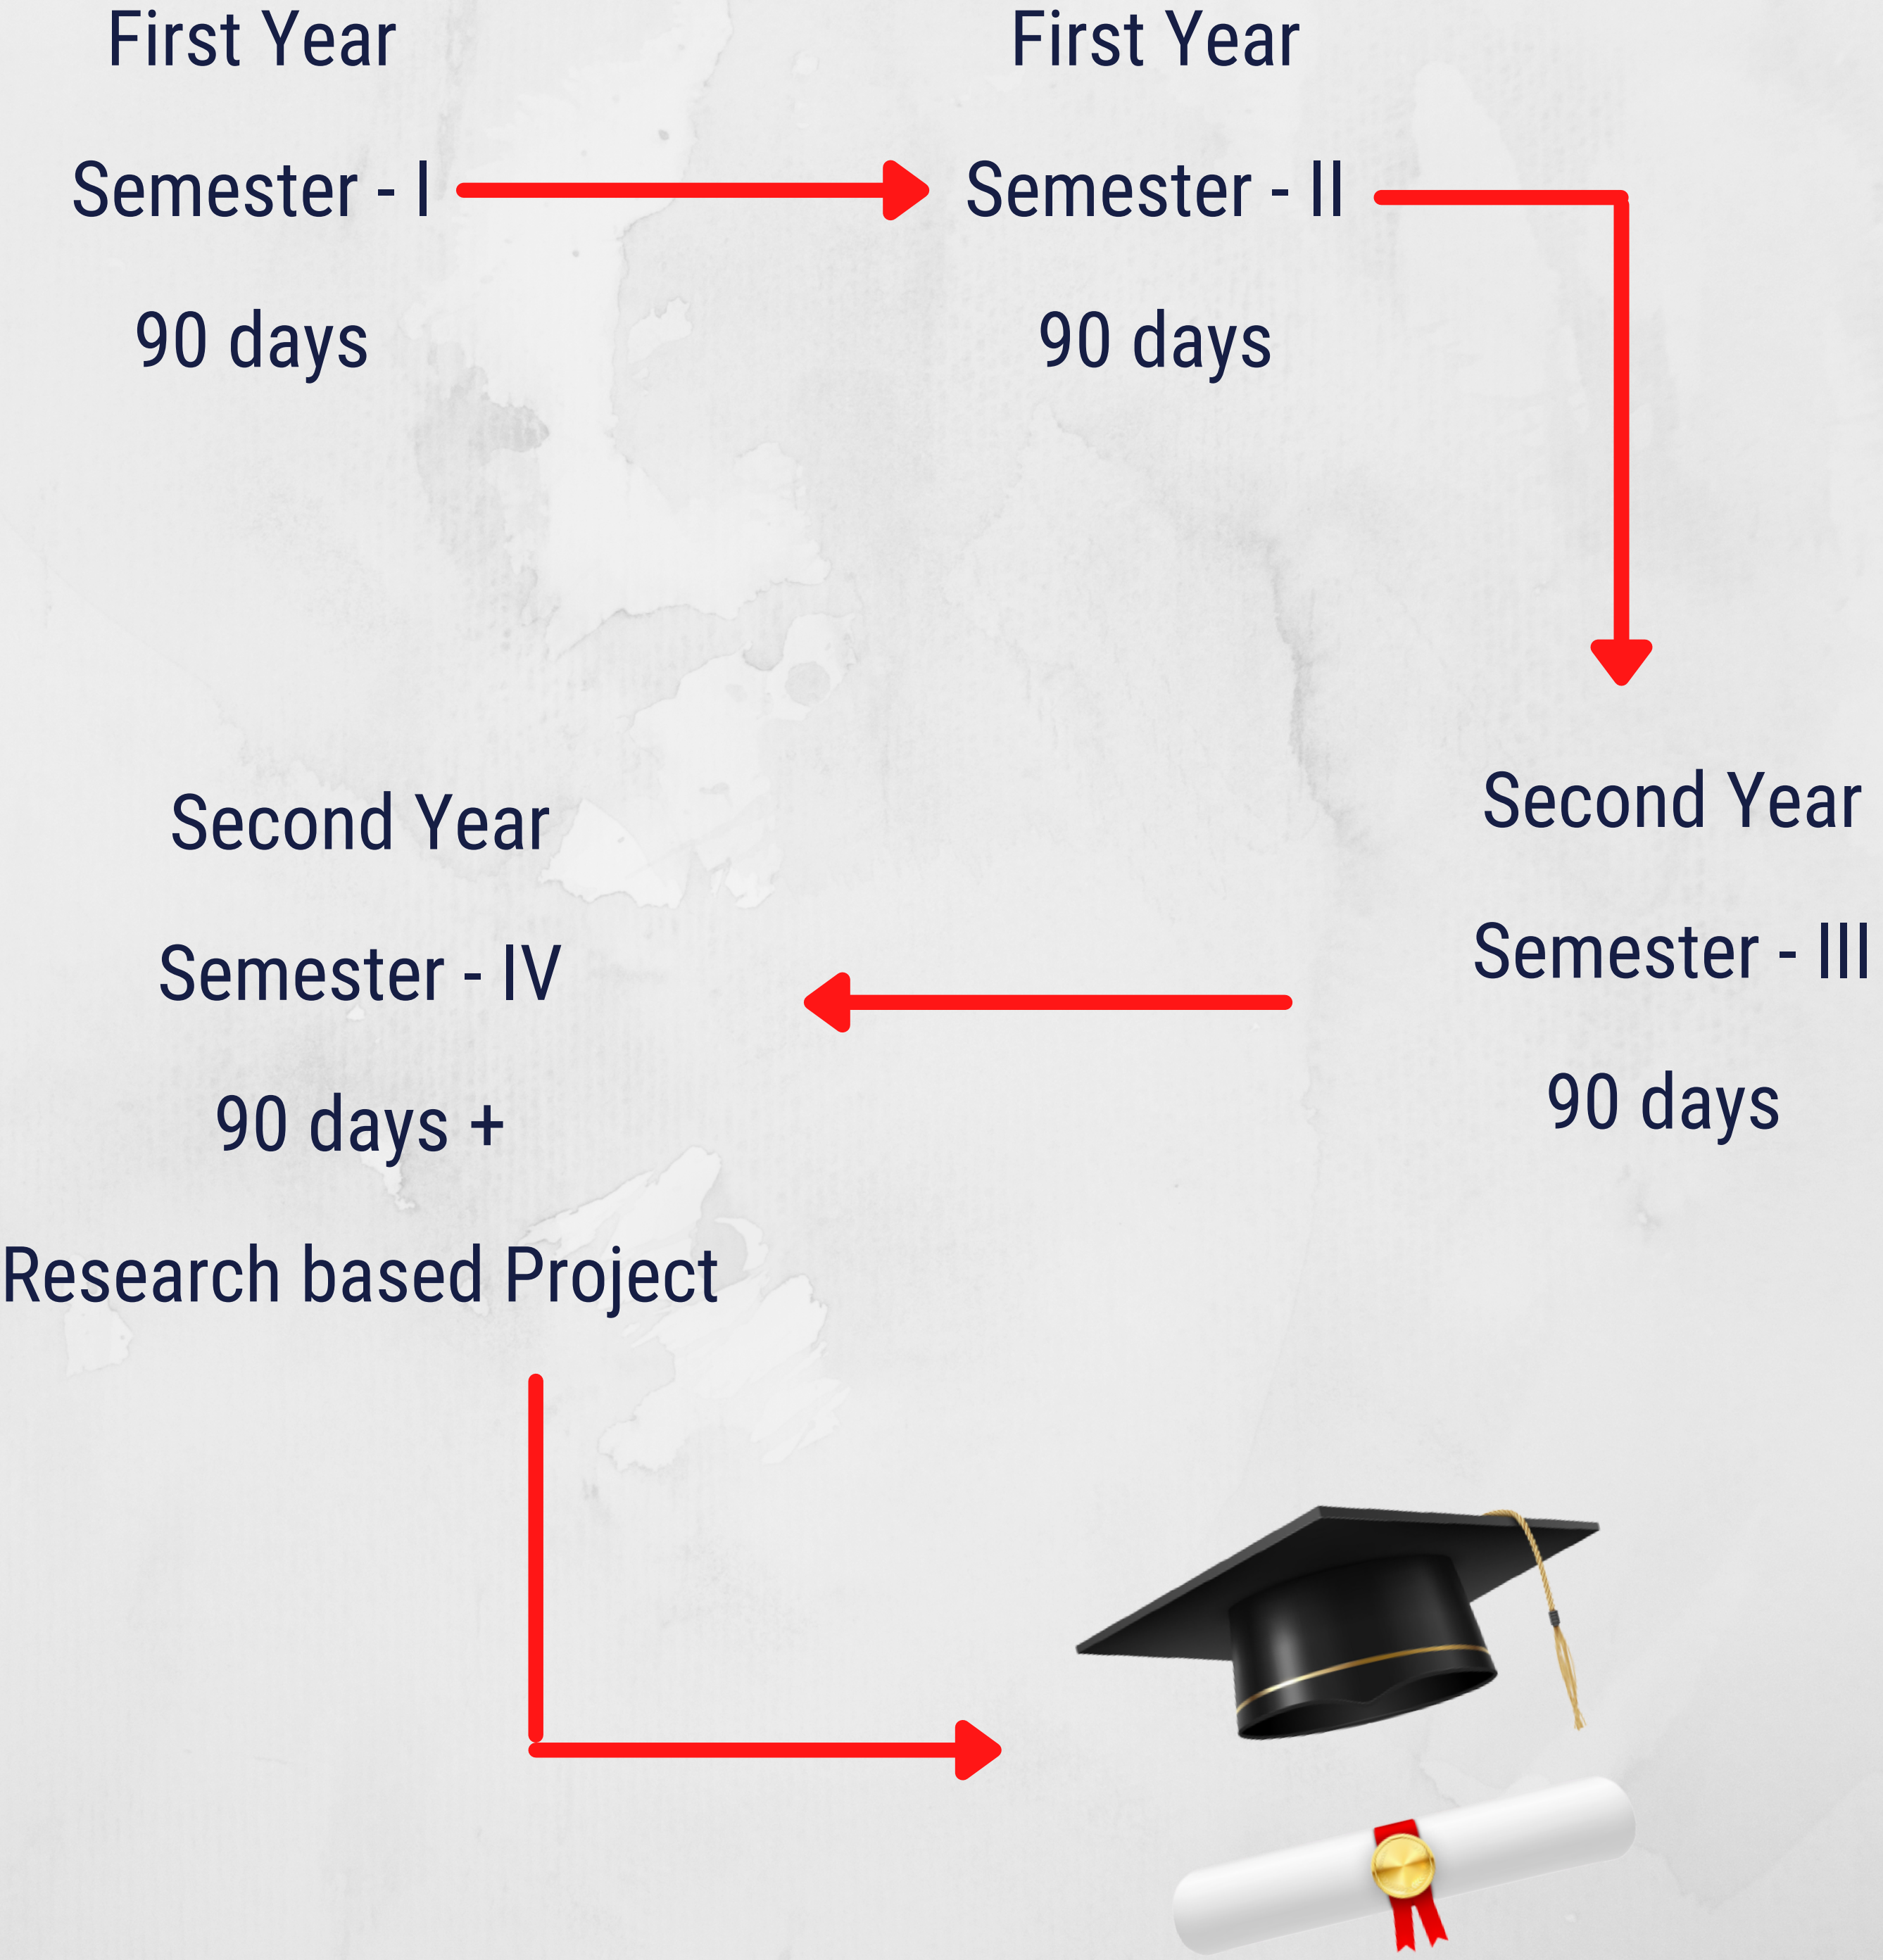 First Year
Semester - I
90 days
First Year
Semester - II
90 days
Second Year
Semester - III
90 days
Second Year
Semester - IV
90 days +
Research based Project